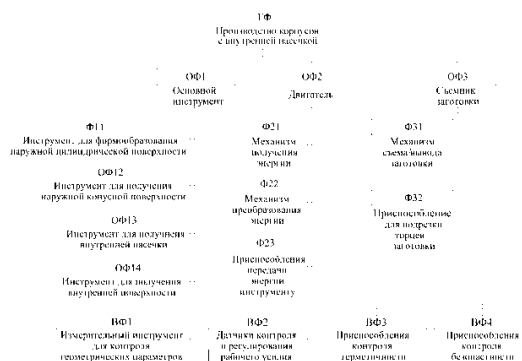 ГФ
Производство корпусов
с внутренней насечкой
ОФ1
Основной
инструмент
ОФ2
Двигатель
ОФ3
Съемник
заготовки
Ф11
Инструмент для формообразования
наружной цилиндрической поверхности
ОФ12
Инструмент для получения
наружной конусной поверхности
ОФ13
Инструмент для получения
внутренней насечки
ОФ14
Инструмент для получения
внутренней поверхности
Ф21
Механизм
получения
энергии
Ф22
Механизм
преобразования
энергии
Ф23
Приспособления
передачи
энергии
инструменту
Ф31
Механизм
съема/вывода
заготовки
Ф32
Приспособление
для подрезки
торцев
заготовки
ВФ1
Измерительный инструмент
для контроля
геометрических параметров
ВФ2
Датчики контроля
и регулирования
рабочего усилия
ВФ3
Приспособления
контроля
герметичности
ВФ4
Приспособления
контроля
безопастности